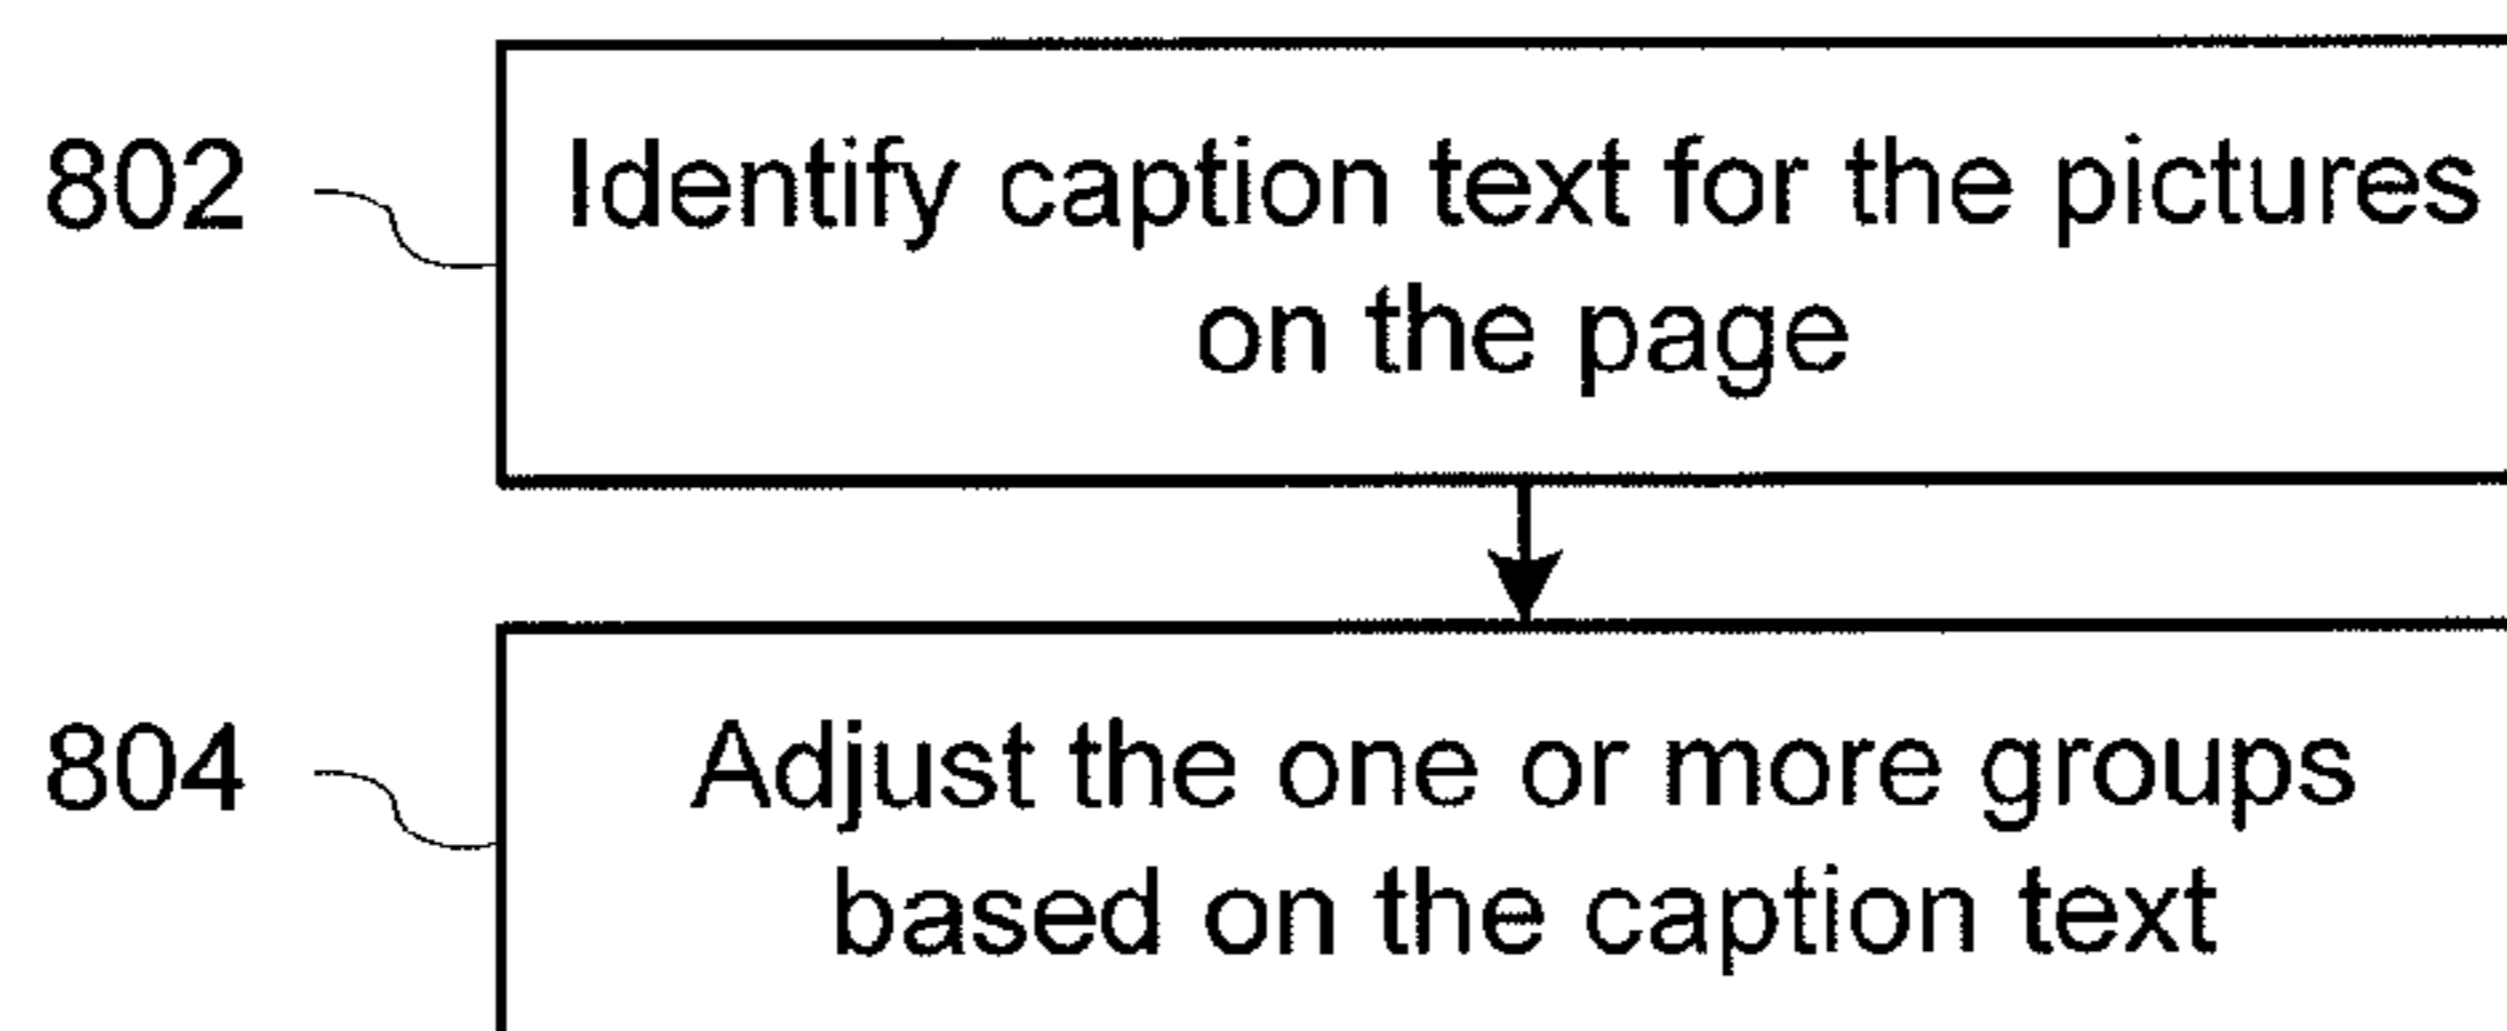 802
Identify caption text for the pictures
on the page
804
Adjust the one or more groups
based on the caption text